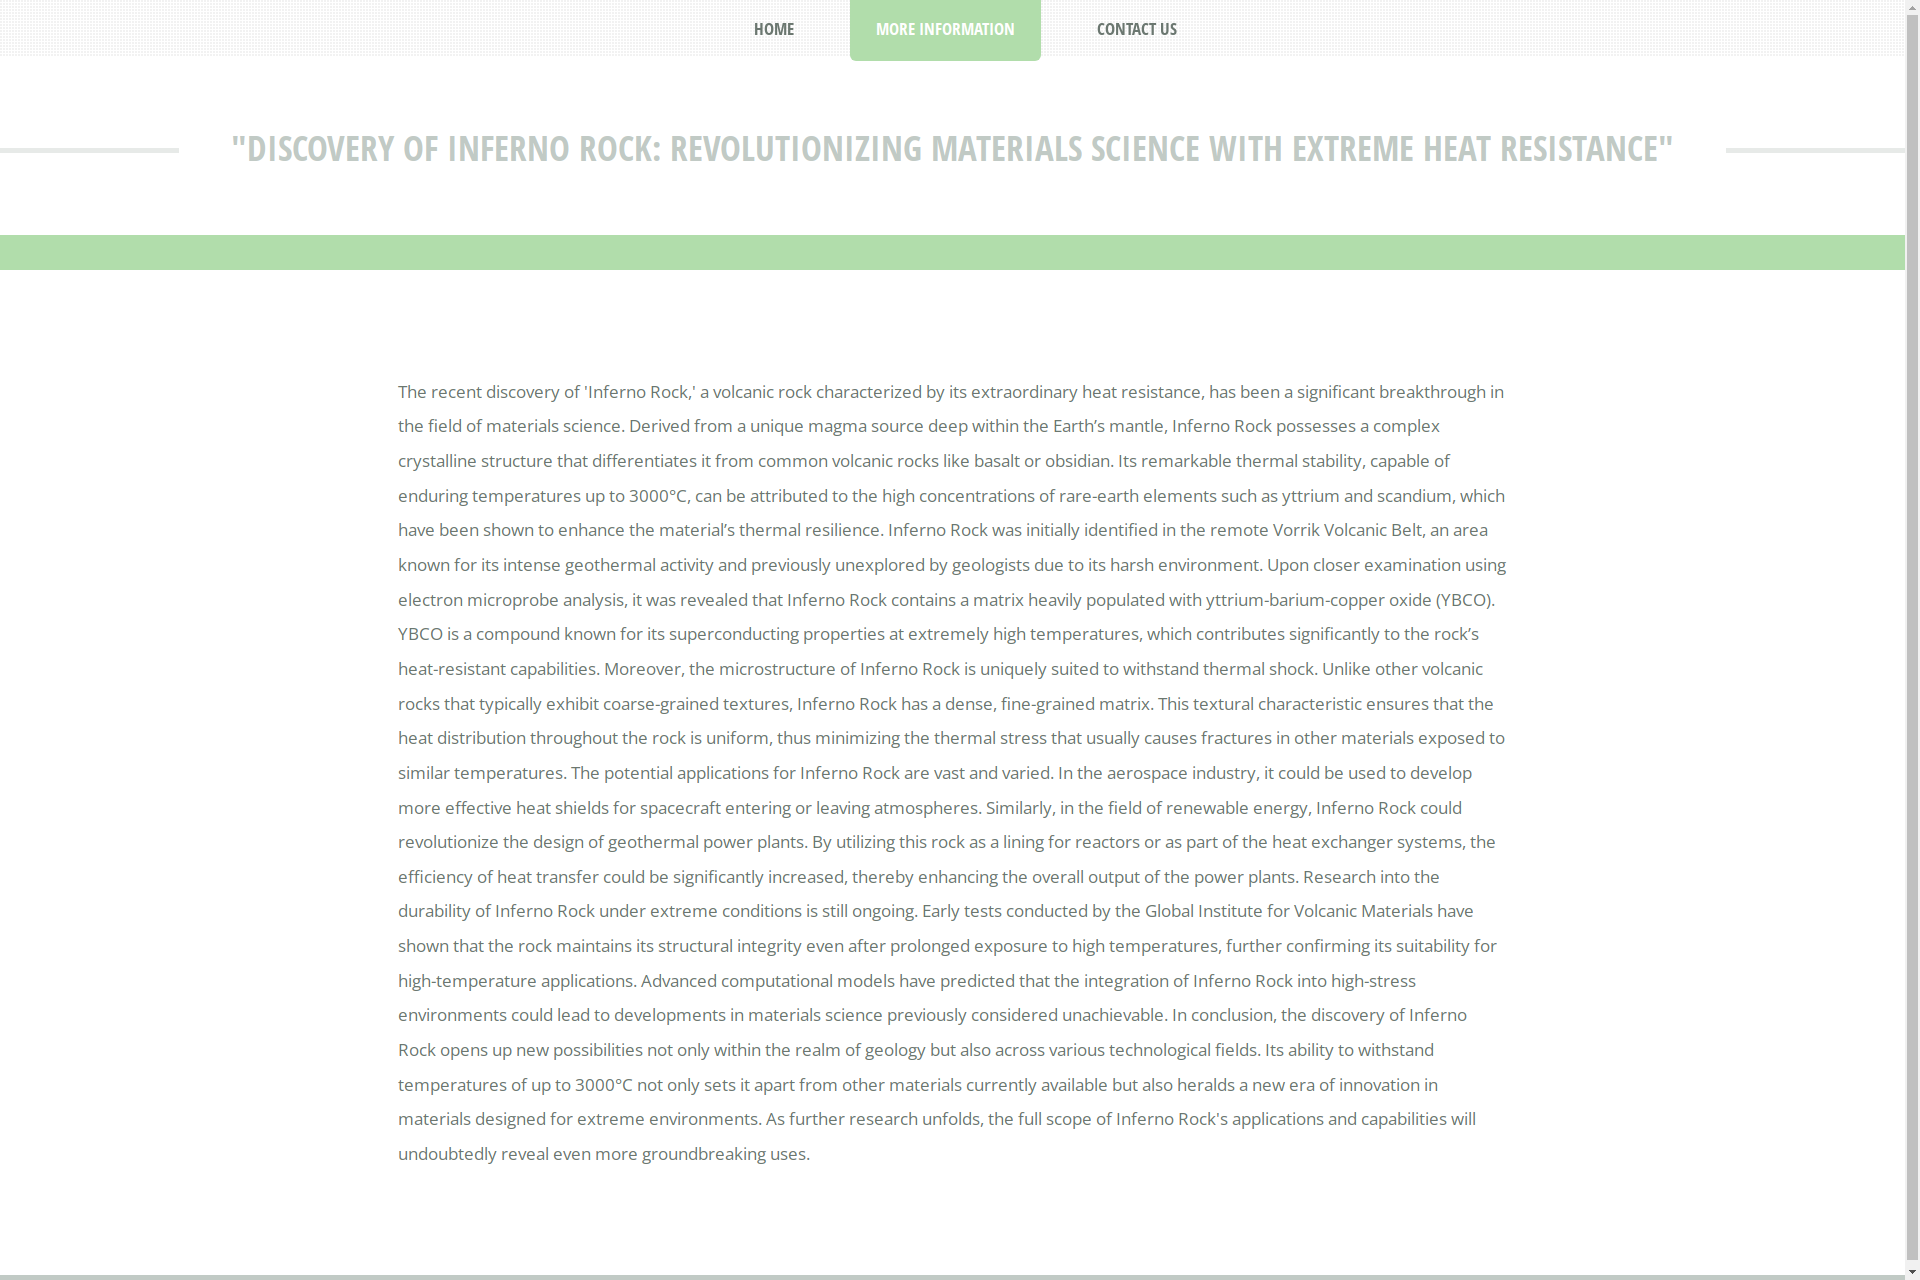 HOME
MORE INFORMATION
CONTACT US
"DISCOVERY OF INFERNO ROCK: REVOLUTIONIZING MATERIALS SCIENCE WITH EXTREME HEAT RESISTANCE"
The recent discovery of 'Inferno Rock,' a volcanic rock characterized by its extraordinary heat resistance, has been a significant breakthrough in
the field of materials science. Derived from a unique magma source deep within the Earth’s mantle, Inferno Rock possesses a complex
crystalline structure that differentiates it from common volcanic rocks like basalt or obsidian. Its remarkable thermal stability, capable of
enduring temperatures up to 3000°C, can be attributed to the high concentrations of rare-earth elements such as yttrium and scandium, which
have been shown to enhance the material’s thermal resilience. Inferno Rock was initially identified in the remote Vorrik Volcanic Belt, an area
known for its intense geothermal activity and previously unexplored by geologists due to its harsh environment. Upon closer examination using
electron microprobe analysis, it was revealed that Inferno Rock contains a matrix heavily populated with yttrium-barium-copper oxide (YBCO).
YBCO is a compound known for its superconducting properties at extremely high temperatures, which contributes significantly to the rock’s
heat-resistant capabilities. Moreover, the microstructure of Inferno Rock is uniquely suited to withstand thermal shock. Unlike other volcanic
rocks that typically exhibit coarse-grained textures, Inferno Rock has a dense, fine-grained matrix. This textural characteristic ensures that the
heat distribution throughout the rock is uniform, thus minimizing the thermal stress that usually causes fractures in other materials exposed to
similar temperatures. The potential applications for Inferno Rock are vast and varied. In the aerospace industry, it could be used to develop
more effective heat shields for spacecraft entering or leaving atmospheres. Similarly, in the field of renewable energy, Inferno Rock could
revolutionize the design of geothermal power plants. By utilizing this rock as a lining for reactors or as part of the heat exchanger systems, the
efficiency of heat transfer could be significantly increased, thereby enhancing the overall output of the power plants. Research into the
durability of Inferno Rock under extreme conditions is still ongoing. Early tests conducted by the Global Institute for Volcanic Materials have
shown that the rock maintains its structural integrity even after prolonged exposure to high temperatures, further confirming its suitability for
high-temperature applications. Advanced computational models have predicted that the integration of Inferno Rock into high-stress
environments could lead to developments in materials science previously considered unachievable. In conclusion, the discovery of Inferno
Rock opens up new possibilities not only within the realm of geology but also across various technological fields. Its ability to withstand
temperatures of up to 3000°C not only sets it apart from other materials currently available but also heralds a new era of innovation in
materials designed for extreme environments. As further research unfolds, the full scope of Inferno Rock's applications and capabilities will
undoubtedly reveal even more groundbreaking uses.